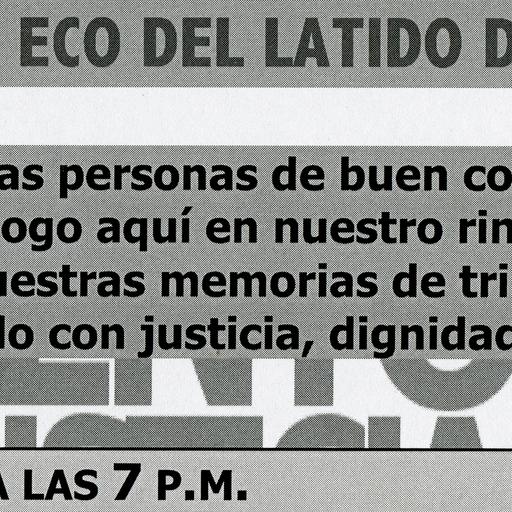 ECO DEL LATIDO D
as personas de buen co
ogo aquí en nuestro rin
uestras memorias de tri
do con justicia, dignidad
A LAS 7 P.M.